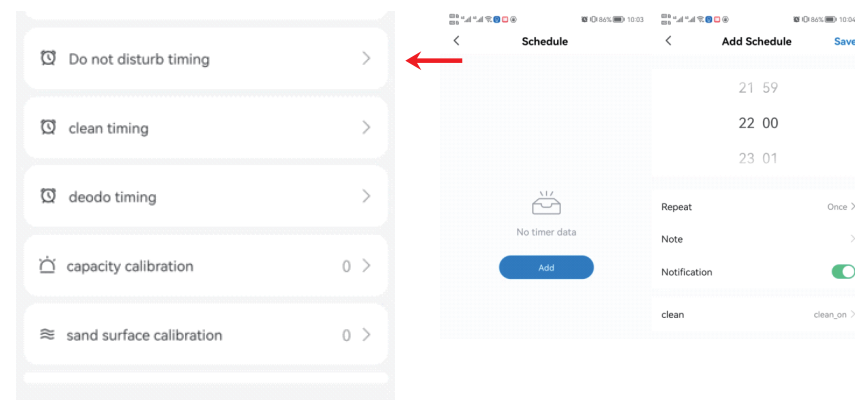 Do not disturb timing
clean timing
deodo timing
capacity calibration 0
sand surface calibration 0
86% 10:03
Schedule
No timer data
Add
86% 10:04
Add Schedule Save
21 59
22 00
23 01
Repeat Once
Note
Notification
clean clean_on